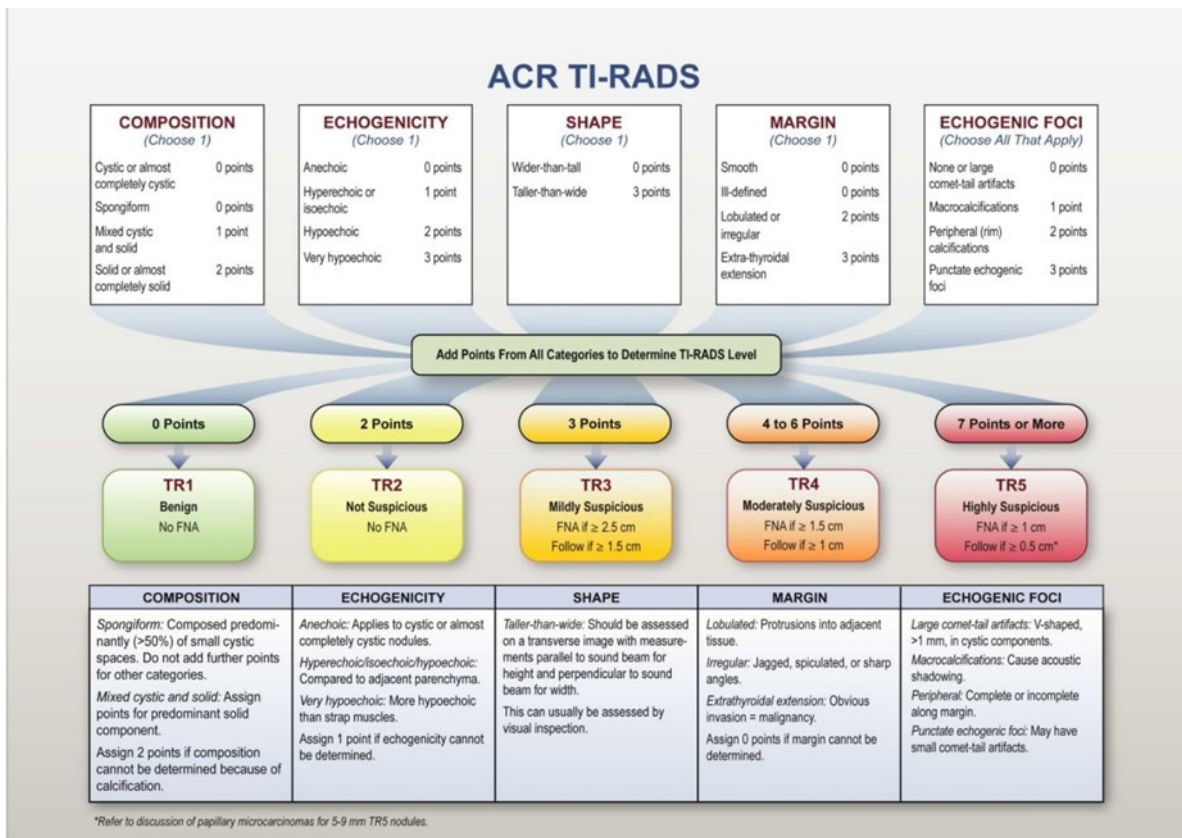 ACR TI-RADS
COMPOSITION
(Choose 1)
Cystic or almost completely cystic 0 points
Spongiform 0 points
Mixed cystic and solid 1 point
Solid or almost completely solid 2 points
ECHOGENICITY
(Choose 1)
Anechoic 0 points
Hyperechoic or isoechoic 1 point
Hypoechoic 2 points
Very hypoechoic 3 points
SHAPE
(Choose 1)
Wider-than-tall 0 points
Taller-than-wide 3 points
MARGIN
(Choose 1)
Smooth 0 points
Ill-defined 0 points
Lobulated or irregular 2 points
Extra-thyroidal extension 3 points
ECHOGENIC FOCI
(Choose All That Apply)
None or large comet-tail artifacts 0 points
Macrocalcifications 1 point
Peripheral (rim) calcifications 2 points
Punctate echogenic foci 3 points
Add Points From All Categories to Determine TI-RADS Level
0 Points
2 Points
3 Points
4 to 6 Points
7 Points or More
TR1
Benign
No FNA
TR2
Not Suspicious
No FNA
TR3
Mildly Suspicious
FNA if ≥ 2.5 cm
Follow if ≥ 1.5 cm
TR4
Moderately Suspicious
FNA if ≥ 1.5 cm
Follow if ≥ 1 cm
TR5
Highly Suspicious
FNA if ≥ 1 cm
Follow if ≥ 0.5 cm*
COMPOSITION
Spongiform: Composed predomi-
nantly (>50%) of small cystic
spaces. Do not add further points
for other categories.
Mixed cystic and solid: Assign
points for predominant solid
component.
Assign 2 points if composition
cannot be determined because of
calcification.
ECHOGENICITY
Anechoic: Applies to cystic or almost
completely cystic nodules.
Hyperechoic/isoechoic/hypoechoic:
Compared to adjacent parenchyma.
Very hypoechoic: More hypoechoic
than strap muscles.
Assign 1 point if echogenicity cannot
be determined.
SHAPE
Taller-than-wide: Should be assessed
on a transverse image with measure-
ments parallel to sound beam for
height and perpendicular to sound
beam for width.
This can usually be assessed by
visual inspection.
MARGIN
Lobulated: Protrusions into adjacent
tissue.
Irregular: Jagged, spiculated, or sharp
angles.
Extrathyroidal extension: Obvious
invasion = malignancy.
Assign 0 points if margin cannot be
determined.
ECHOGENIC FOCI
Large comet-tail artifacts: V-shaped,
>1 mm, in cystic components.
Macrocalcifications: Cause acoustic
shadowing.
Peripheral: Complete or incomplete
along margin.
Punctate echogenic foci: May have
small comet-tail artifacts.
*Refer to discussion of papillary microcarcinomas for 5-9 mm TR5 nodules.